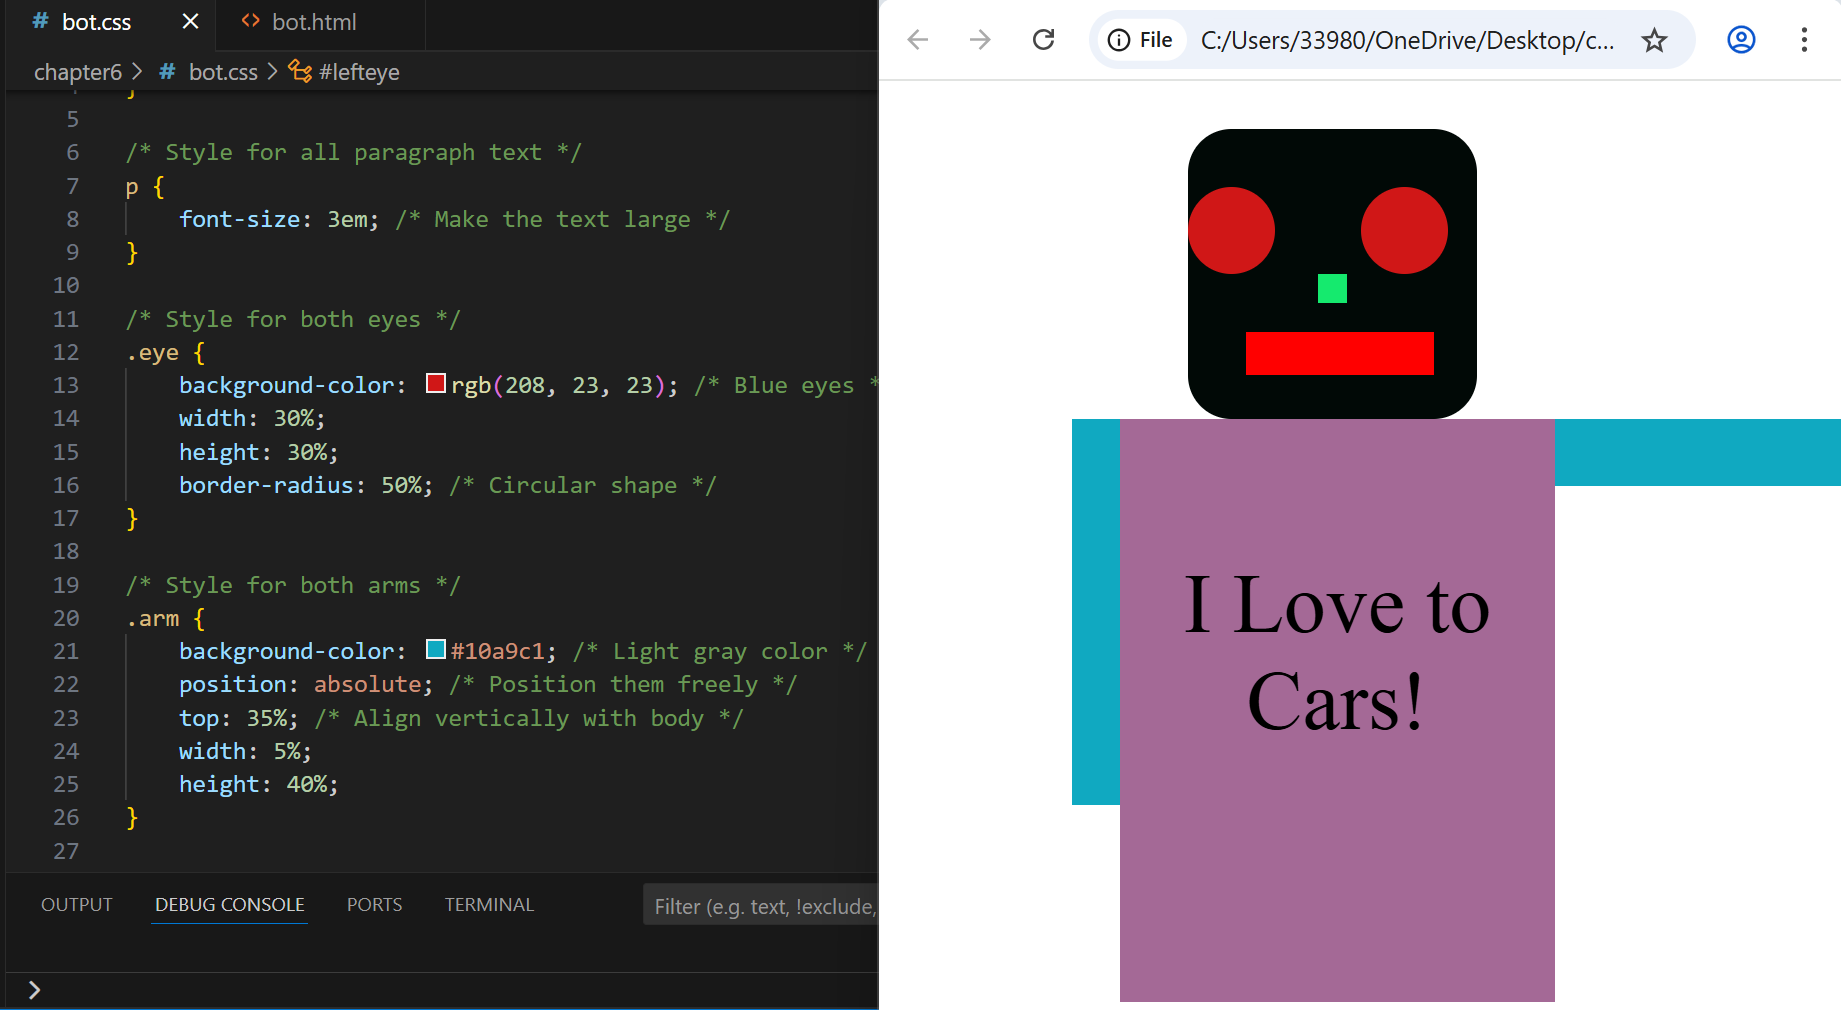 # bot.css × <> bot.html
chapter6 > # bot.css > #lefteye
}
5
6 /* Style for all paragraph text */
7 p {
8 font-size: 3em; /* Make the text large */
9 }
10
11 /* Style for both eyes */
12 .eye {
13 background-color: rgb(208, 23, 23); /* Blue eyes *
14 width: 30%;
15 height: 30%;
16 border-radius: 50%; /* Circular shape */
17 }
18
19 /* Style for both arms */
20 .arm {
21 background-color: #10a9c1; /* Light gray color */
22 position: absolute; /* Position them freely */
23 top: 35%; /* Align vertically with body */
24 width: 5%;
25 height: 40%;
26 }
27
OUTPUT DEBUG CONSOLE PORTS TERMINAL Filter (e.g. text, !exclude,
>
File C:/Users/33980/OneDrive/Desktop/c...
I Love to
Cars!